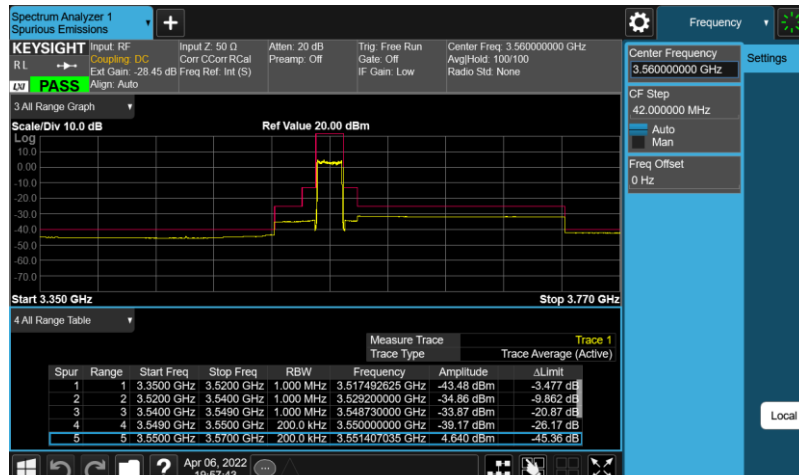 Spectrum Analyzer 1
Spurious Emissions
Frequency
KEYSIGHT Input: RF Input Z: 50 Ω Atten: 20 dB Trig: Free Run Center Freq: 3.560000000 GHz
RL Coupling: DC Corr CCorr RCal Preamp: Off Gate: Off Avg|Hold: 100/100
Ext Gain: -28.45 dB Freq Ref: Int (S) IF Gain: Low Radio Std: None
LXI PASS Align: Auto
Center Frequency
3.560000000 GHz
Settings
CF Step
42.000000 MHz
Auto
Man
Freq Offset
0 Hz
Local
3 All Range Graph
Scale/Div 10.0 dB Ref Value 20.00 dBm
Log
10.0
0.00
-10.0
-20.0
-30.0
-40.0
-50.0
-60.0
-70.0
Start 3.350 GHz Stop 3.770 GHz
4 All Range Table
Measure Trace Trace 1
Trace Type Trace Average (Active)
Spur Range Start Freq Stop Freq RBW Frequency Amplitude ΔLimit
1 1 3.3500 GHz 3.5200 GHz 1.000 MHz 3.517492625 GHz -43.48 dBm -3.477 dB
2 2 3.5200 GHz 3.5400 GHz 1.000 MHz 3.529200000 GHz -34.86 dBm -9.862 dB
3 3 3.5400 GHz 3.5490 GHz 1.000 MHz 3.548730000 GHz -33.87 dBm -20.87 dB
4 4 3.5490 GHz 3.5500 GHz 200.0 kHz 3.550000000 GHz -39.17 dBm -26.17 dB
5 5 3.5500 GHz 3.5700 GHz 200.0 kHz 3.551407035 GHz 4.640 dBm -45.36 dB
Apr 06, 2022
19:57:43